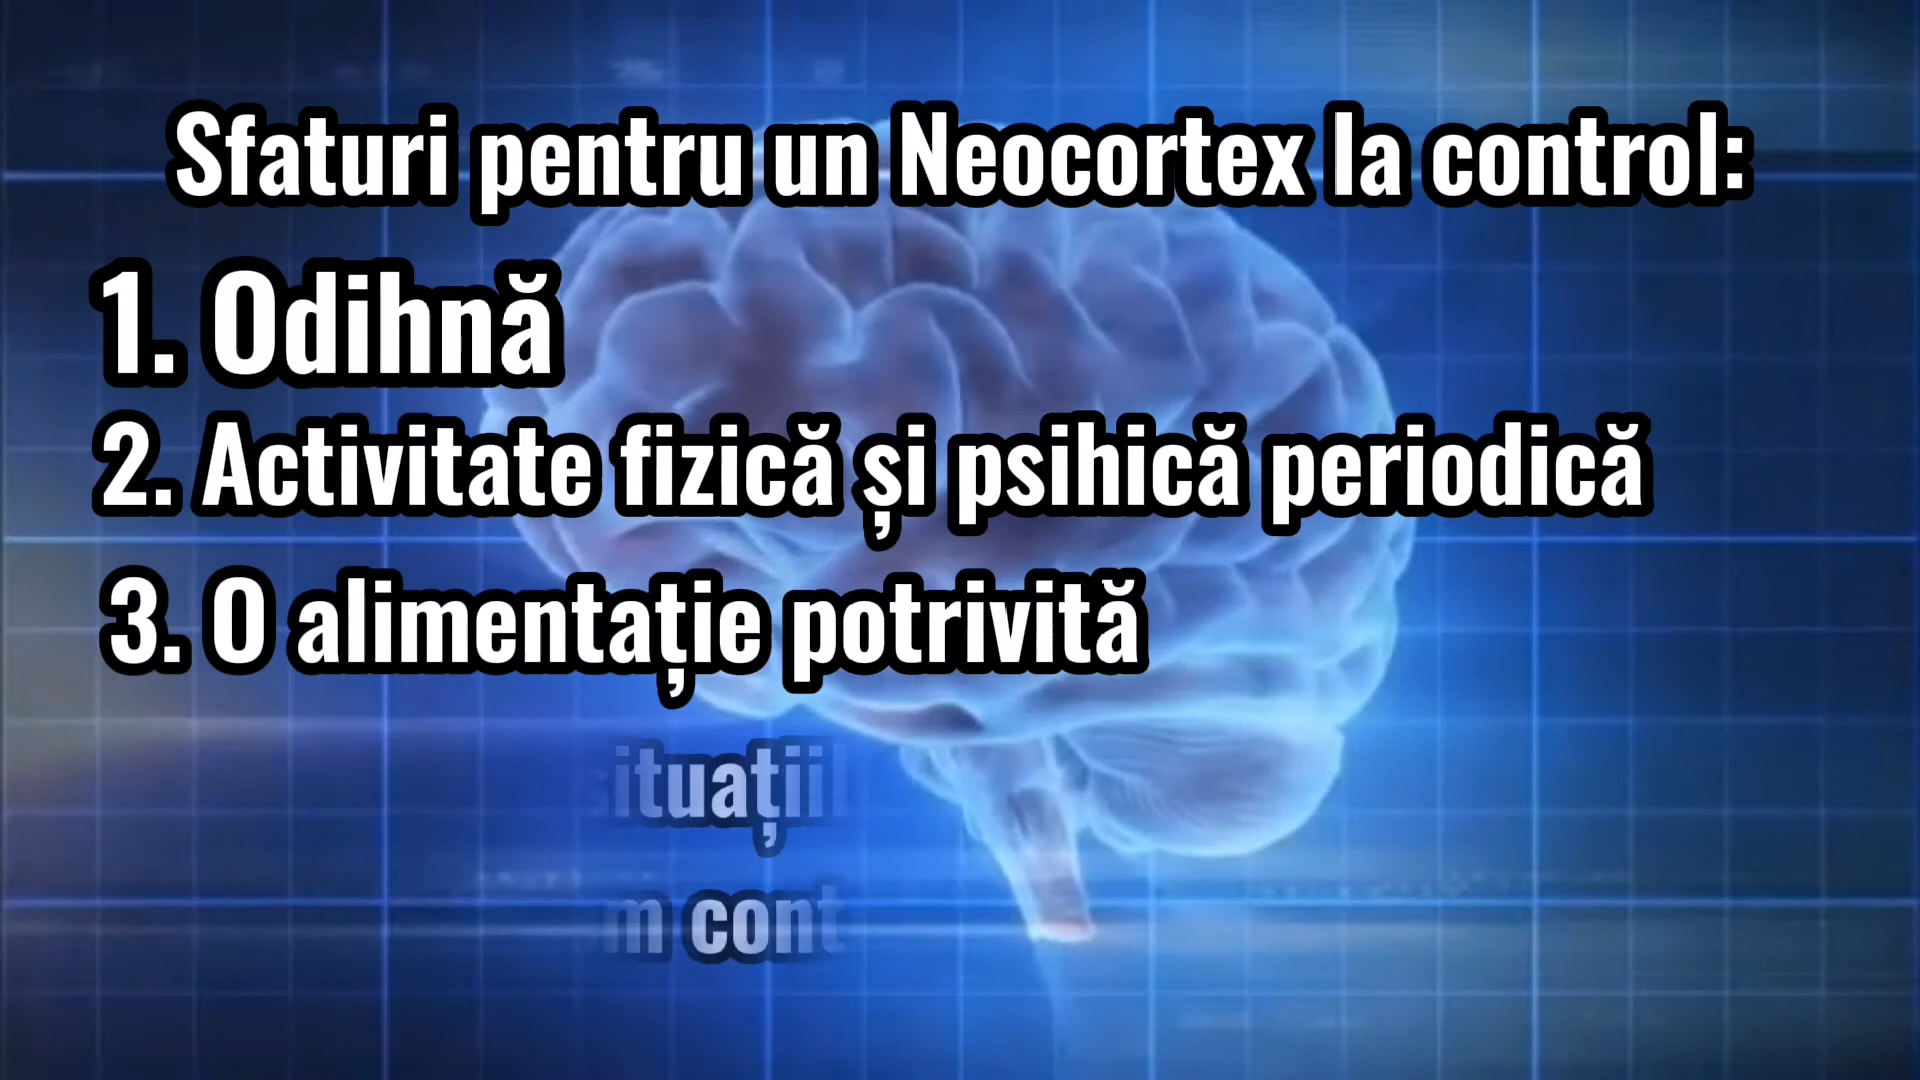 Sfaturi pentru un Neocortex la control:
1. Odihnă
2. Activitate fizică și psihică periodică
3. O alimentație potrivită